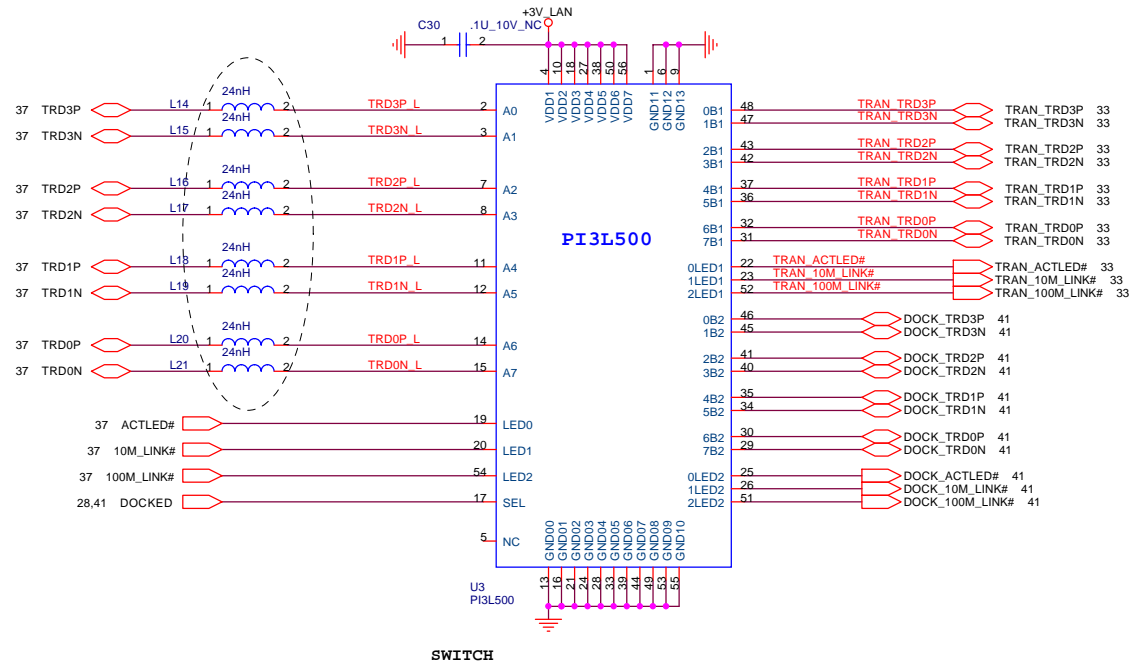 +3V_LAN
C30 .1U_10V_NC
1 2
4 10 18 27 38 50 56 1 6 9
VDD1 VDD2 VDD3 VDD4 VDD5 VDD6 VDD7 GND11 GND12 GND13
24nH
37 TRD3P L14 1 2 TRD3P_L 2 A0
24nH
37 TRD3N L15 1 2 TRD3N_L 3 A1
24nH
37 TRD2P L16 1 2 TRD2P_L 7 A2
24nH
37 TRD2N L17 1 2 TRD2N_L 8 A3
24nH
37 TRD1P L18 1 2 TRD1P_L 11 A4
24nH
37 TRD1N L19 1 2 TRD1N_L 12 A5
24nH
37 TRD0P L20 1 2 TRD0P_L 14 A6
24nH
37 TRD0N L21 1 2 TRD0N_L 15 A7
37 ACTLED# 19 LED0
37 10M_LINK# 20 LED1
37 100M_LINK# 54 LED2
28,41 DOCKED 17 SEL
5 NC
PI3L500
0B1 48 TRAN_TRD3P TRAN_TRD3P 33
1B1 47 TRAN_TRD3N TRAN_TRD3N 33
2B1 43 TRAN_TRD2P TRAN_TRD2P 33
3B1 42 TRAN_TRD2N TRAN_TRD2N 33
4B1 37 TRAN_TRD1P TRAN_TRD1P 33
5B1 36 TRAN_TRD1N TRAN_TRD1N 33
6B1 32 TRAN_TRD0P TRAN_TRD0P 33
7B1 31 TRAN_TRD0N TRAN_TRD0N 33
0LED1 22 TRAN_ACTLED# TRAN_ACTLED# 33
1LED1 23 TRAN_10M_LINK# TRAN_10M_LINK# 33
2LED1 52 TRAN_100M_LINK# TRAN_100M_LINK# 33
0B2 46 DOCK_TRD3P 41
1B2 45 DOCK_TRD3N 41
2B2 41 DOCK_TRD2P 41
3B2 40 DOCK_TRD2N 41
4B2 35 DOCK_TRD1P 41
5B2 34 DOCK_TRD1N 41
6B2 30 DOCK_TRD0P 41
7B2 29 DOCK_TRD0N 41
0LED2 25 DOCK_ACTLED# 41
1LED2 26 DOCK_10M_LINK# 41
2LED2 51 DOCK_100M_LINK# 41
GND00 GND01 GND02 GND03 GND04 GND05 GND06 GND07 GND08 GND09 GND10
13 16 21 24 28 33 39 44 49 53 55
U3
PI3L500
SWITCH